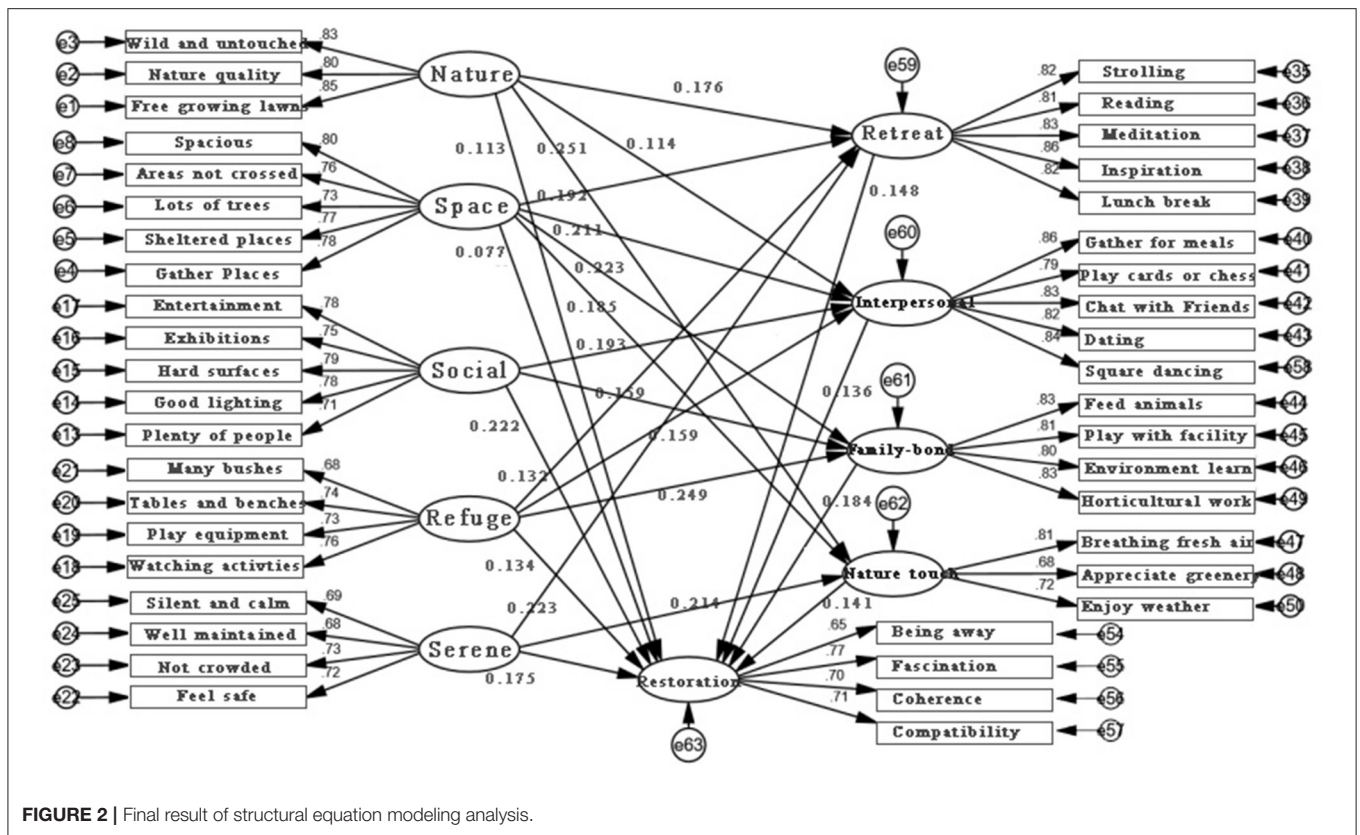 e3 Wild and untouched .83
e2 Nature quality .80
e1 Free growing lawns .85
Nature
e8 Spacious .80
e7 Areas not crossed .76
e6 Lots of trees .73
e5 Sheltered places .77
e4 Gather Places .78
Space
e17 Entertainment .78
e16 Exhibitions .75
e15 Hard surfaces .79
e14 Good lighting .78
e13 Plenty of people .71
Social
e21 Many bushes .68
e20 Tables and benches .74
e19 Play equipment .73
e18 Watching activties .76
Refuge
e25 Silent and calm .69
e24 Well maintained .68
e23 Not crowded .73
e22 Feel safe .72
Serene
0.176
0.113 0.251 0.114
0.192
0.148
0.211
0.077
0.223
0.185
0.193
0.159
0.136
0.222
0.159
0.132
0.249
0.184
0.134
0.223
0.214
0.141
0.175
e59
Retreat
.82 Strolling e35
.81 Reading e36
.83 Meditation e37
.86 Inspiration e38
.82 Lunch break e39
e60
Interpersonal
.86 Gather for meals e40
.79 Play cards or chess e41
.83 Chat with Friends e42
.82 Dating e43
.84 Square dancing e58
e61
Family-bond
.83 Feed animals e44
.81 Play with facility e45
.80 Environment learn e46
.83 Horticultural work e49
e62
Nature touch
.81 Breathing fresh air e47
.68 Appreciate greenery e48
.72 Enjoy weather e50
Restoration
.65 Being away e54
.77 Fascination e55
.70 Coherence e56
.71 Compatibility e57
e63
FIGURE 2 | Final result of structural equation modeling analysis.